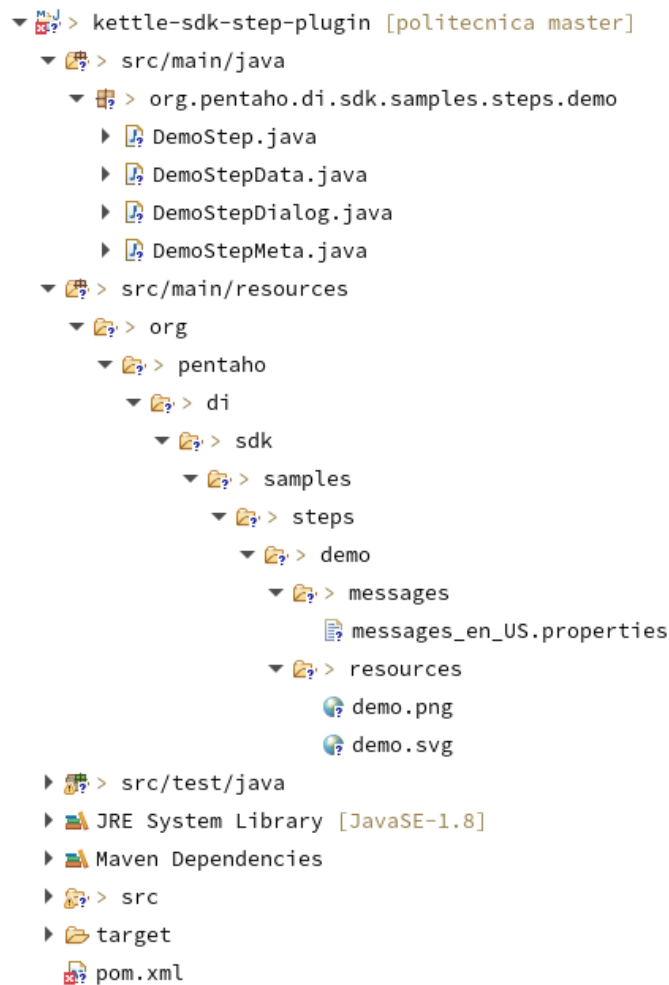 > kettle-sdk-step-plugin [politecnica master]
> src/main/java
> org.pentaho.di.sdk.samples.steps.demo
DemoStep.java
DemoStepData.java
DemoStepDialog.java
DemoStepMeta.java
> src/main/resources
> org
> pentaho
> di
> sdk
> samples
> steps
> demo
> messages
messages_en_US.properties
> resources
demo.png
demo.svg
> src/test/java
JRE System Library [JavaSE-1.8]
Maven Dependencies
> src
target
pom.xml